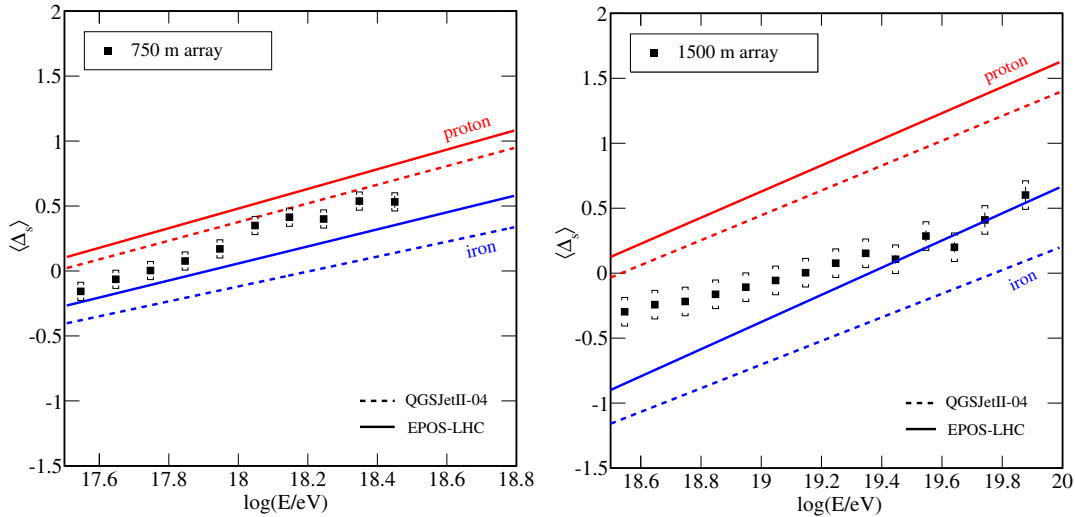 750 m array
2
1.5
1
0.5
0
-0.5
-1
-1.5
⟨Δs⟩
proton
iron
QGSJetII-04
EPOS-LHC
17.6 17.8 18 18.2 18.4 18.6 18.8
log(E/eV)
1500 m array
2
1.5
1
0.5
0
-0.5
-1
-1.5
⟨Δs⟩
proton
iron
QGSJetII-04
EPOS-LHC
18.6 18.8 19 19.2 19.4 19.6 19.8 20
log(E/eV)